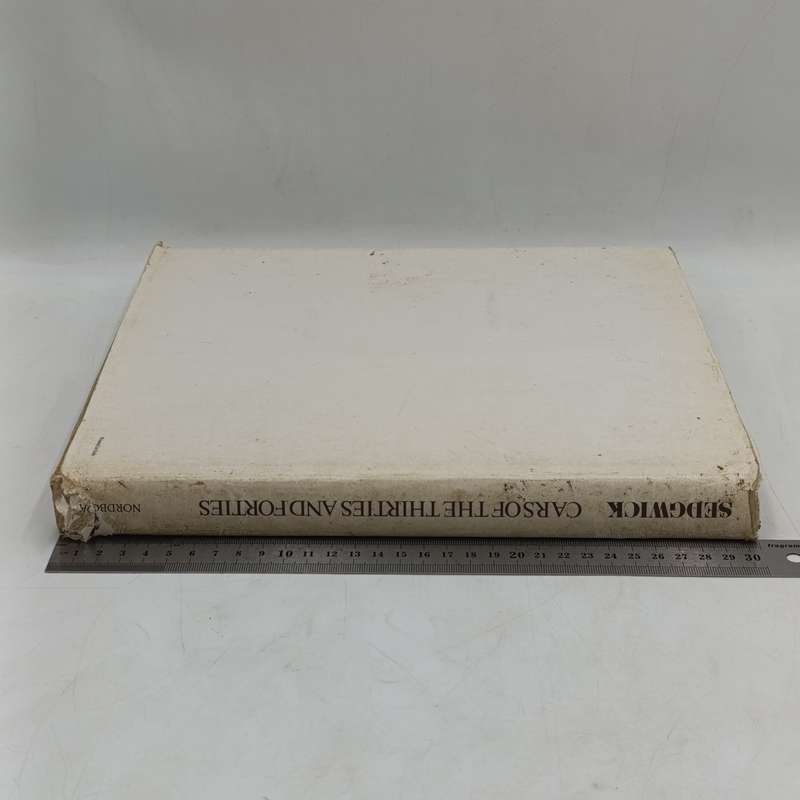 SEDGWICK CARS OF THE THIRTIES AND FORTIES NORDBOK
1 2 3 4 5 6 7 8 9 10 11 12 13 14 15 16 17 18 19 20 21 22 23 24 25 26 27 28 29 30